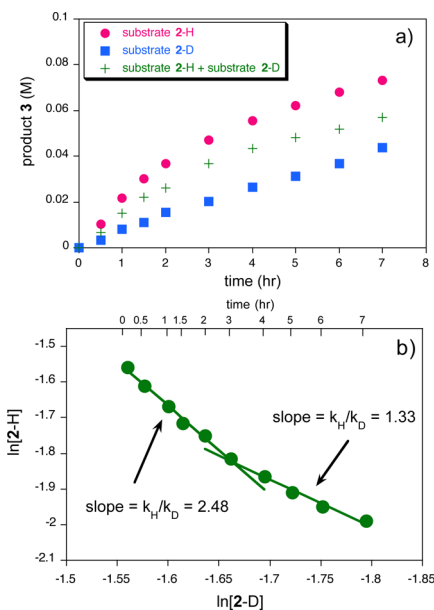 0.1
0.08
0.06
0.04
0.02
0
product 3 (M)
substrate 2-H
substrate 2-D
substrate 2-H + substrate 2-D
a)
0 1 2 3 4 5 6 7 8
time (hr)
time (hr)
0 0.5 1 1.5 2 3 4 5 6 7
b)
-1.4
-1.5
-1.6
-1.7
-1.8
-1.9
-2
-2.1
ln[2-H]
slope = kH/kD = 1.33
slope = kH/kD = 2.48
-1.5 -1.55 -1.6 -1.65 -1.7 -1.75 -1.8 -1.85
ln[2-D]